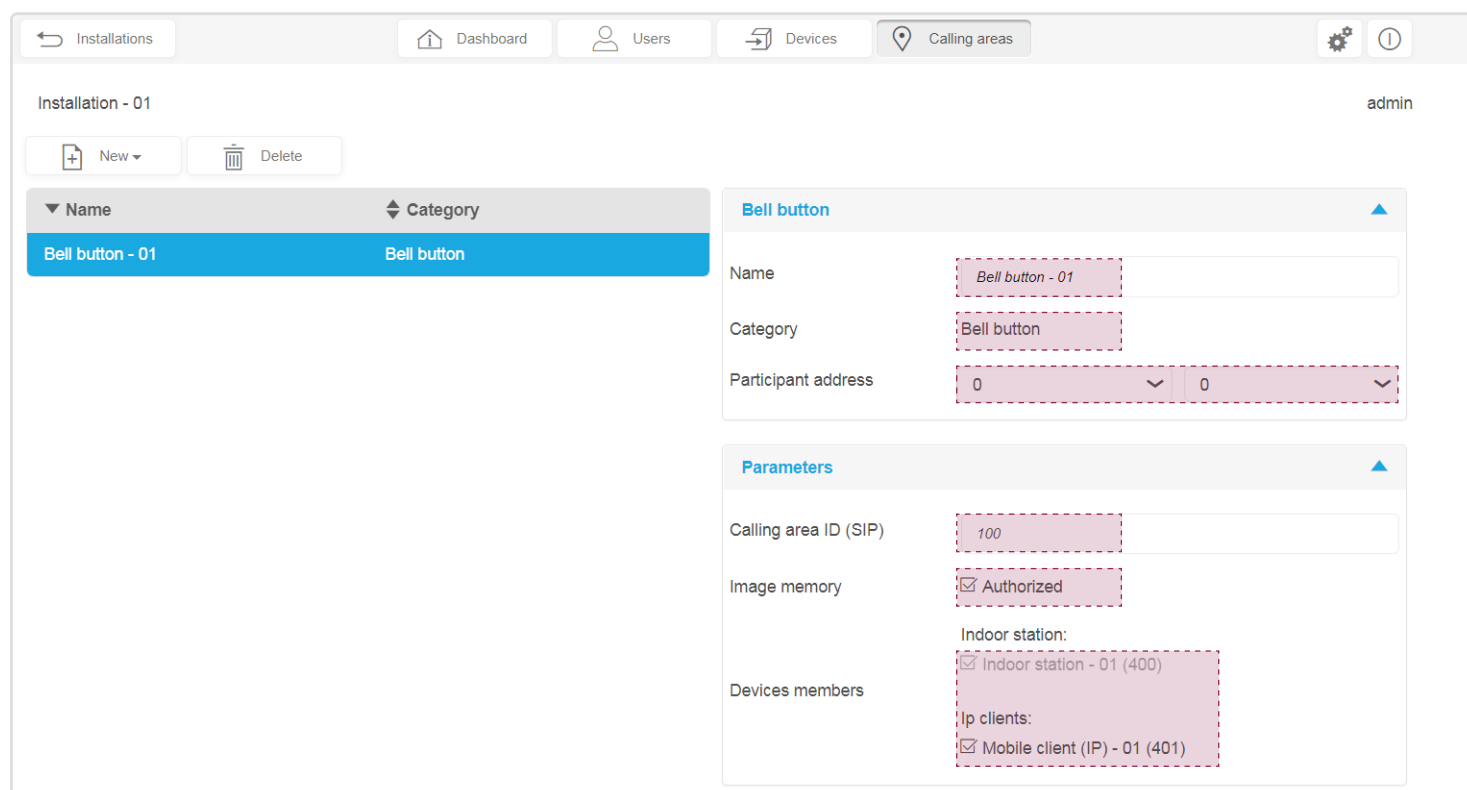 Installations Dashboard Users Devices Calling areas
Installation - 01 admin
New Delete
Name Category
Bell button - 01 Bell button
Bell button
Name Bell button - 01
Category Bell button
Participant address 0 0
Parameters
Calling area ID (SIP) 100
Image memory Authorized
Indoor station:
Indoor station - 01 (400)
Devices members
Ip clients:
Mobile client (IP) - 01 (401)